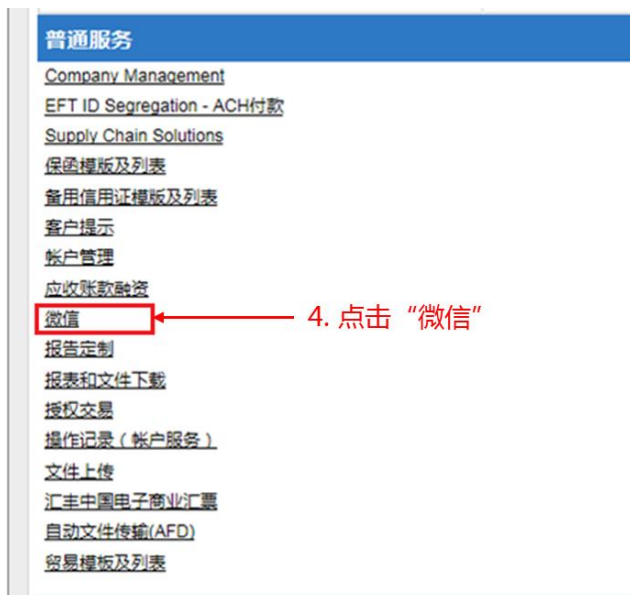 普通服务
Company Management
EFT ID Segregation - ACH付款
Supply Chain Solutions
保函模版及列表
备用信用证模版及列表
客户提示
帐户管理
应收账款融资
微信
4. 点击“微信”
报告定制
报表和文件下载
授权交易
操作记录（帐户服务）
文件上传
汇丰中国电子商业汇票
自动文件传输(AFD)
贸易模板及列表